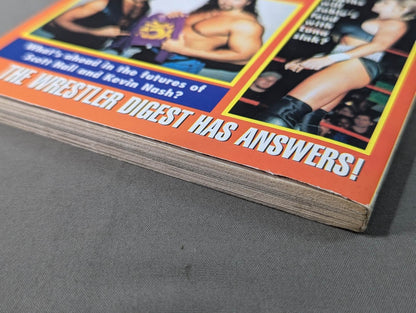 What's ahead in the futures of
Scott Hall and Kevin Nash?
THE WRESTLER DIGEST HAS ANSWERS!